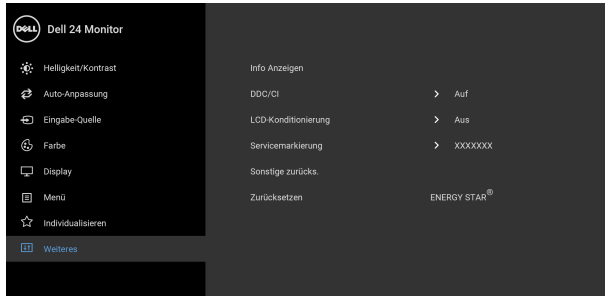 DELL Dell 24 Monitor
Helligkeit/Kontrast
Info Anzeigen
Auto-Anpassung
DDC/CI > Auf
Eingabe-Quelle
LCD-Konditionierung > Aus
Farbe
Servicemarkierung > XXXXXXX
Display
Sonstige zurücks.
Menü
Zurücksetzen ENERGY STAR®
Individualisieren
Weiteres